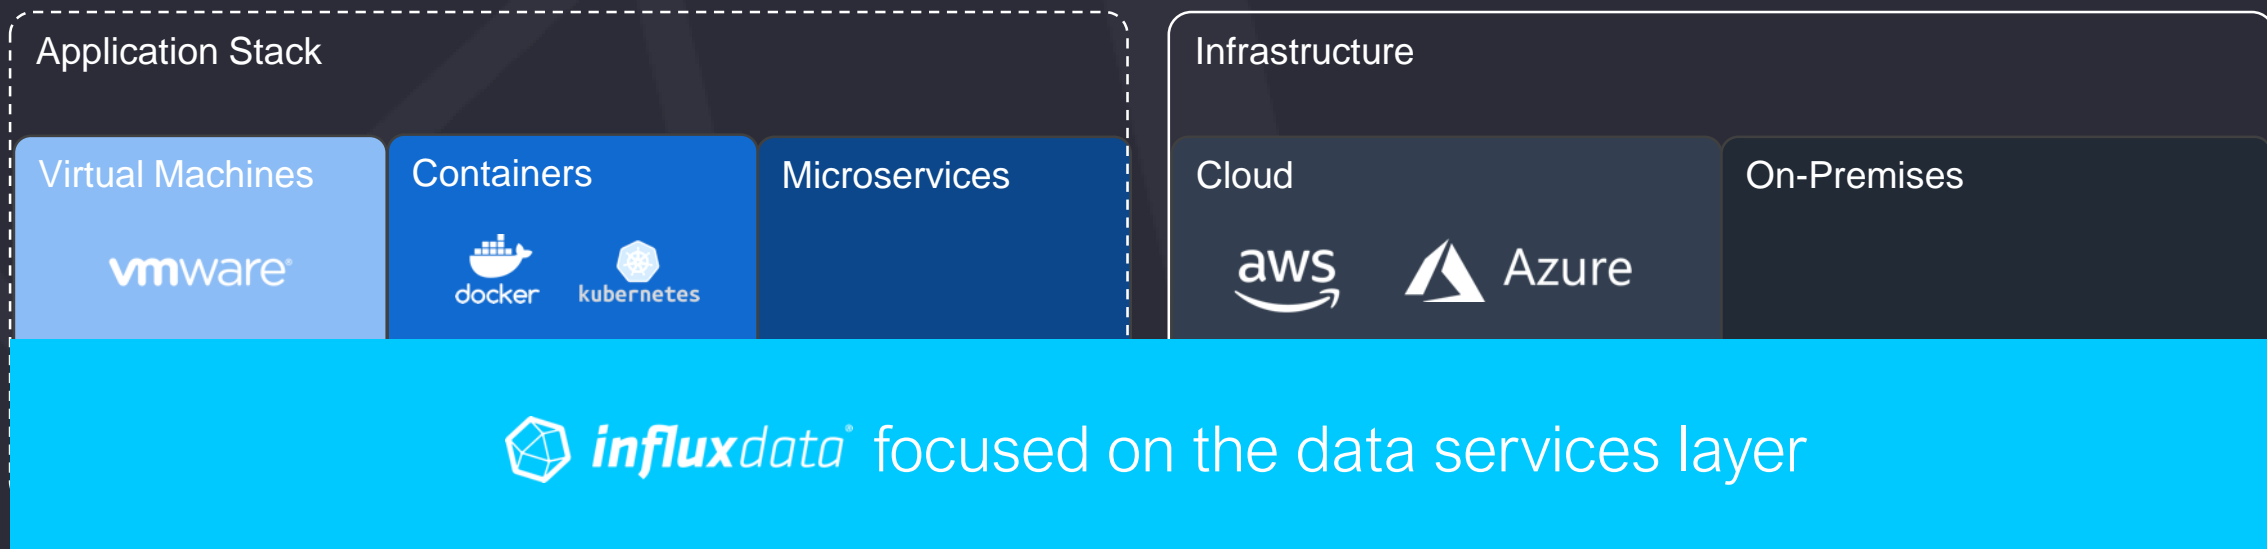 Application Stack
Infrastructure
Virtual Machines
Containers
Microservices
Cloud
On-Premises
vmware®
docker
kubernetes
aws
Azure
influxdata® focused on the data services layer